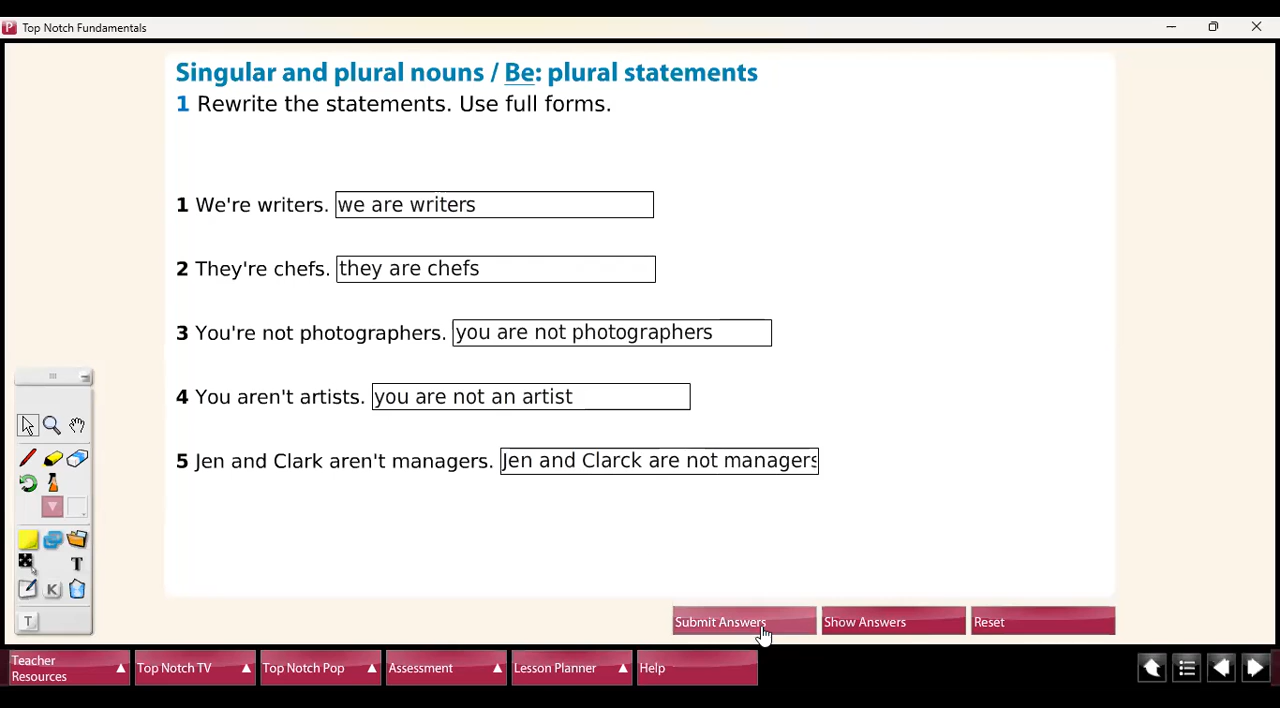 Top Notch Fundamentals
Singular and plural nouns / Be: plural statements
1 Rewrite the statements. Use full forms.
1 We're writers. we are writers
2 They're chefs. they are chefs
3 You're not photographers. you are not photographers
4 You aren't artists. you are not an artist
5 Jen and Clark aren't managers. Jen and Clarck are not managers
T
K
T
Submit Answers Show Answers Reset
Teacher Resources Top Notch TV Top Notch Pop Assessment Lesson Planner Help